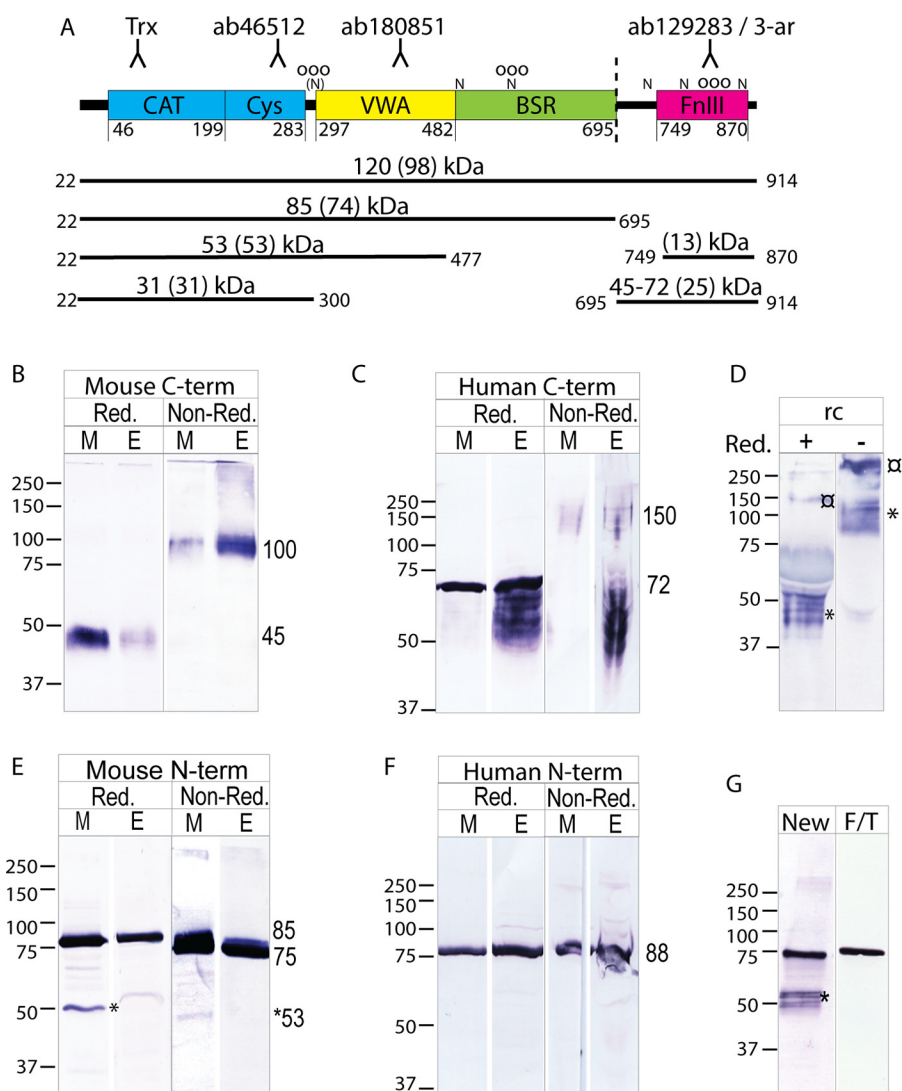 A
Trx ab46512 ab180851 ab129283 / 3-ar
OOO OOO
(N) N N N N OOO N
CAT Cys VWA BSR FnIII
46 199 283 297 482 695 749 870
120 (98) kDa
22 914
85 (74) kDa
22 695
53 (53) kDa (13) kDa
22 477 749 870
31 (31) kDa 45-72 (25) kDa
22 300 695 914
B
Mouse C-term
Red. Non-Red.
M E M E
250
150
100
75
50
37
100
45
C
Human C-term
Red. Non-Red.
M E M E
250
150
100
75
50
37
150
72
D
rc
Red. + -
250
150
100
75
50
37
¤
¤
*
*
E
Mouse N-term
Red. Non-Red.
M E M E
250
150
100
75
50
37
*
85
75
*53
F
Human N-term
Red. Non-Red.
M E M E
250
150
100
75
50
37
88
G
New F/T
250
150
100
75
50
37
*